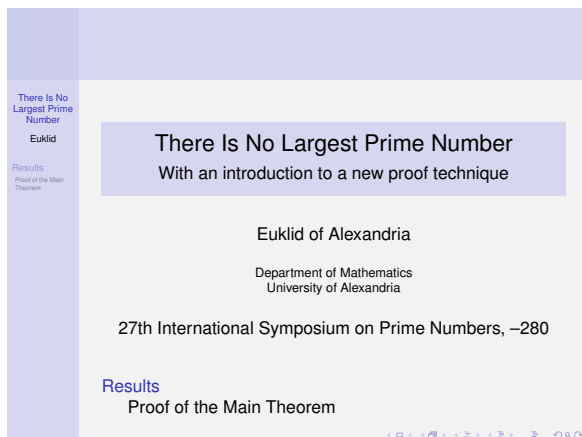 There Is No
Largest Prime
Number
Euklid
Results
Proof of the Main
Theorem
There Is No Largest Prime Number
With an introduction to a new proof technique
Euklid of Alexandria
Department of Mathematics
University of Alexandria
27th International Symposium on Prime Numbers, –280
Results
Proof of the Main Theorem